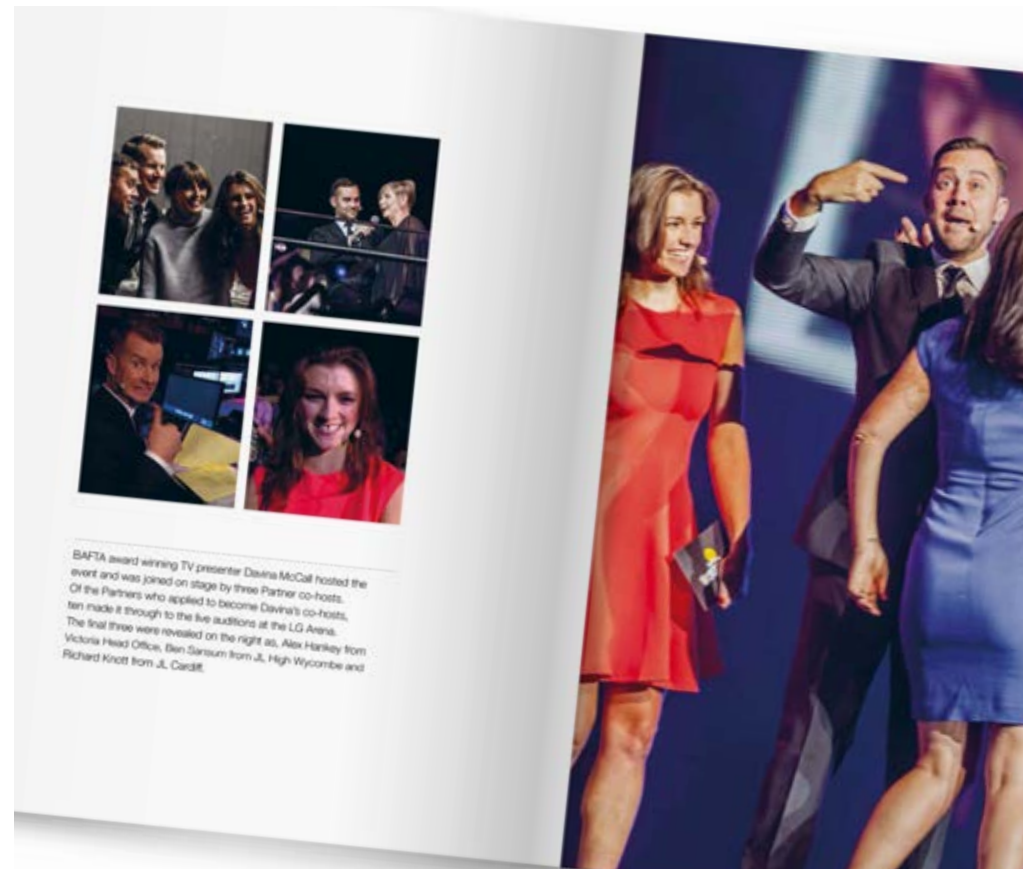 BAFTA award winning TV presenter Davina McCall hosted the
event and was joined on stage by three Partner co-hosts.
Of the Partners who applied to become Davina's co-hosts,
ten made it through to the live auditions at the LG Arena.
The final three were revealed on the night as, Alex Hankey from
Victoria Head Office, Ben Sansum from JL High Wycombe and
Richard Knott from JL Cardiff.